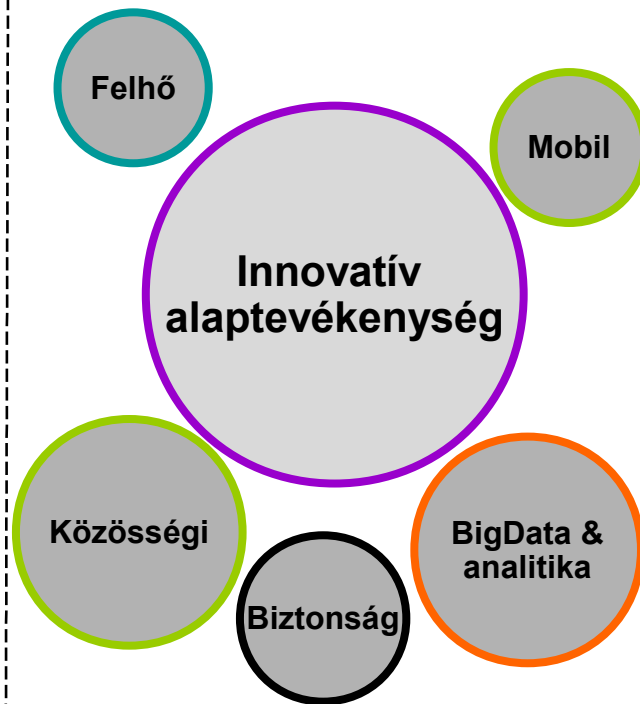 Felhő
Mobil
Innovatív
alaptevékenység
Közösségi
BigData &
analitika
Biztonság